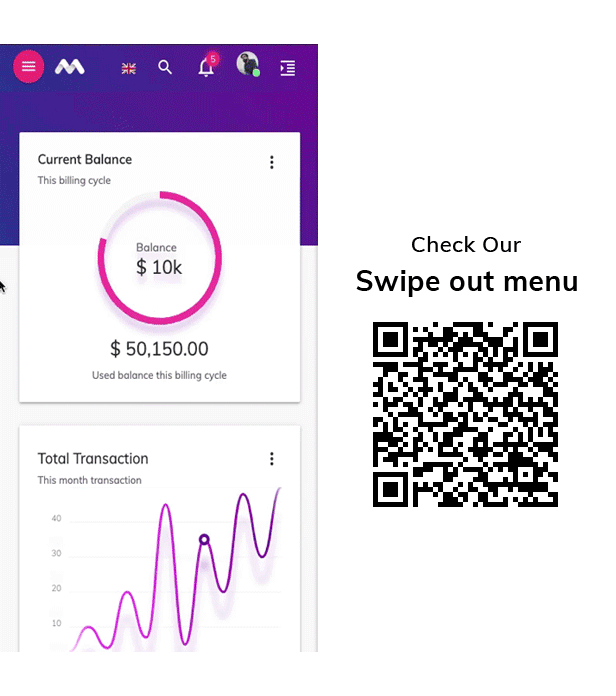 5
Current Balance
This billing cycle
Balance
$ 10k
$ 50,150.00
Used balance this billing cycle
Total Transaction
This month transaction
40
30
20
10
Check Our
Swipe out menu